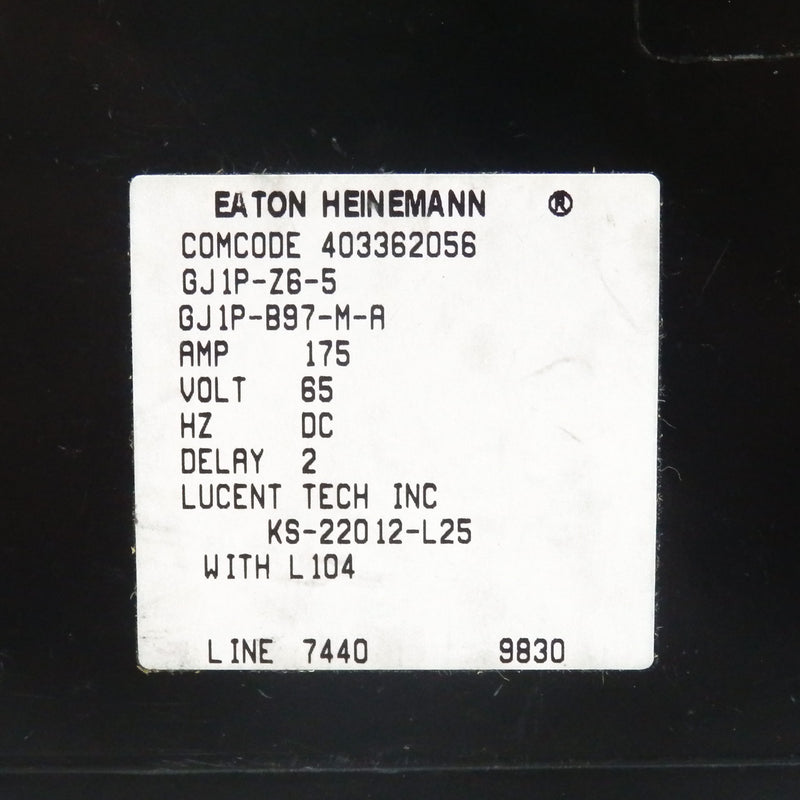 EATON HEINEMANN ®
COMCODE 403362056
GJ1P-Z6-5
GJ1P-B97-M-A
AMP 175
VOLT 65
HZ DC
DELAY 2
LUCENT TECH INC
KS-22012-L25
WITH L104
LINE 7440 9830